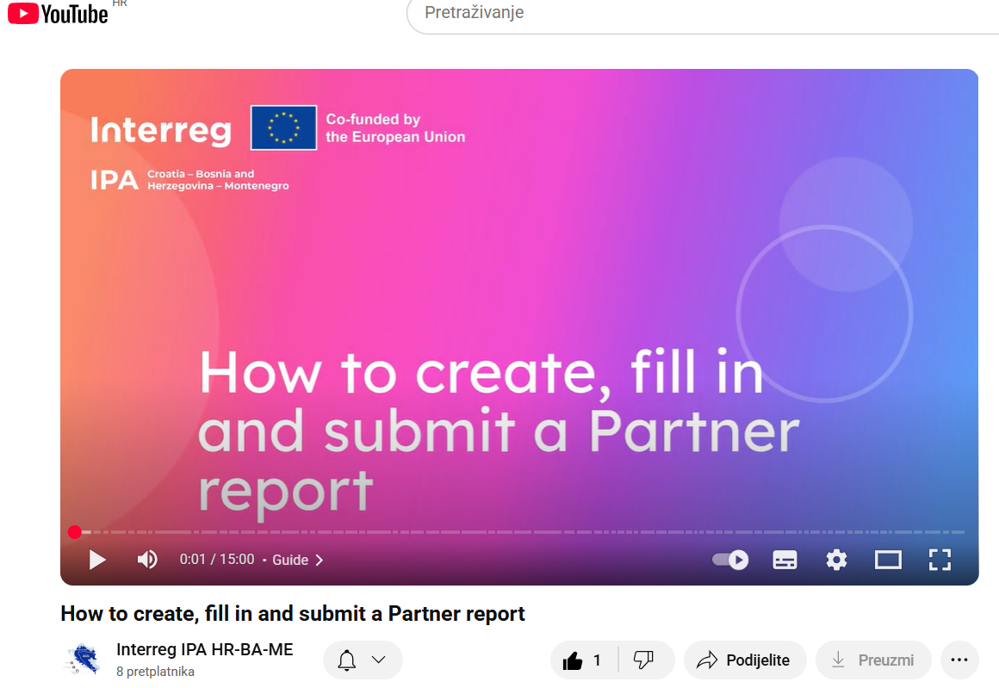 YouTube HR
Pretraživanje
Interreg
Co-funded by
the European Union
IPA
Croatia – Bosnia and
Herzegovina – Montenegro
How to create, fill in
and submit a Partner
report
0:01 / 15:00 • Guide
How to create, fill in and submit a Partner report
Interreg IPA HR-BA-ME
8 pretplatnika
1
Podijelite
Preuzmi